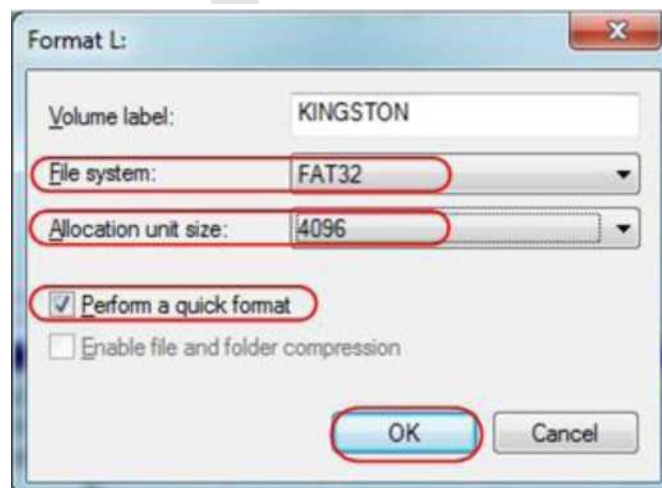 Format L:
Volume label: KINGSTON
File system: FAT32
Allocation unit size: 4096
Perform a quick format
Enable file and folder compression
OK Cancel